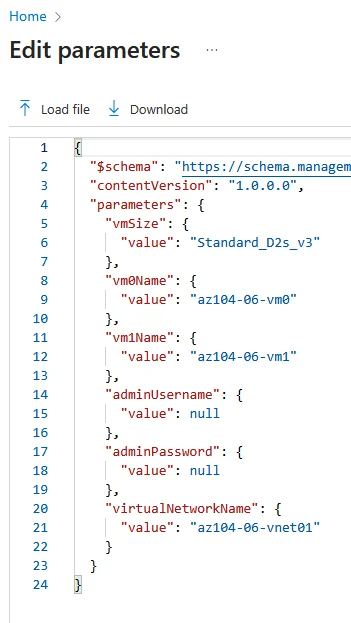 Home >
Edit parameters ...
Load file Download
1 {
2 "$schema": "https://schema.managem
3 "contentVersion": "1.0.0.0",
4 "parameters": {
5 "vmSize": {
6 "value": "Standard_D2s_v3"
7 },
8 "vm0Name": {
9 "value": "az104-06-vm0"
10 },
11 "vm1Name": {
12 "value": "az104-06-vm1"
13 },
14 "adminUsername": {
15 "value": null
16 },
17 "adminPassword": {
18 "value": null
19 },
20 "virtualNetworkName": {
21 "value": "az104-06-vnet01"
22 }
23 }
24 }